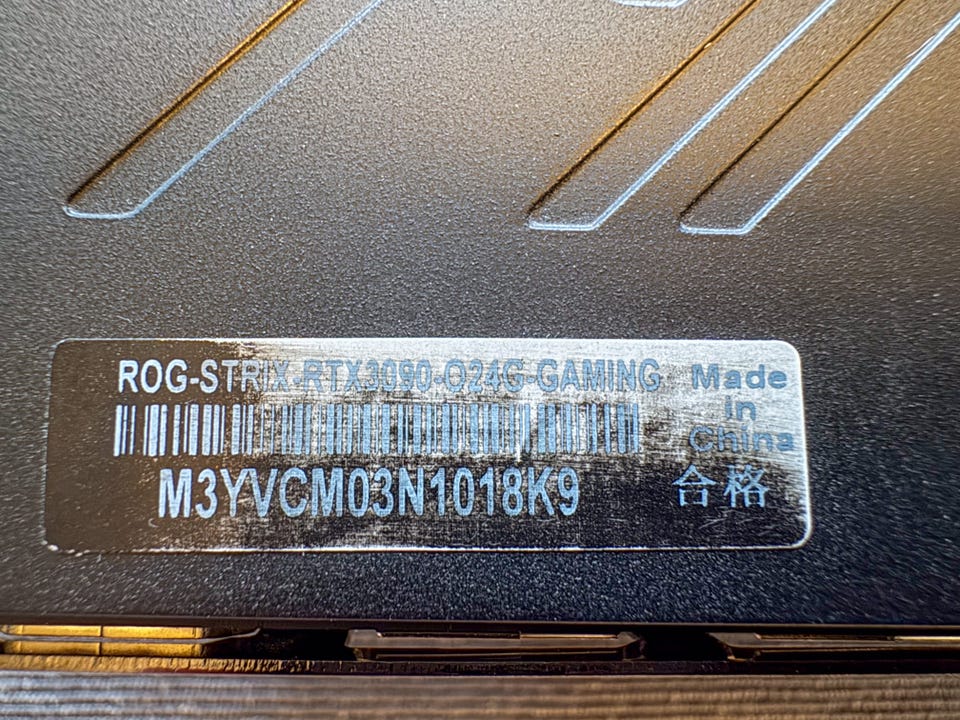 ROG-STRIX-RTX3090-O24G-GAMING
M3YVCM03N1018K9
Made
in
China
合格